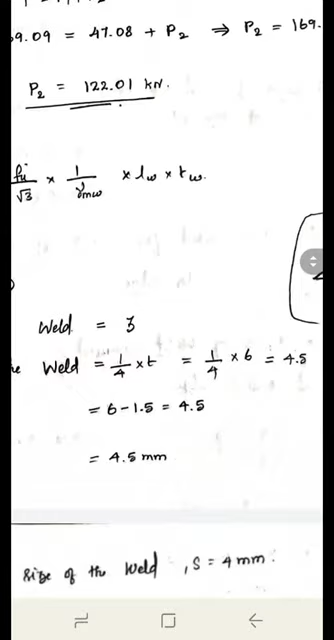 59.09 = 47.08 + P₂ ⇒ P₂ = 169.
P₂ = 122.01 kN.
fu/√3 × 1/γmw × lw × tw.
Weld = 3
he Weld = 1/4 × t = 1/4 × 6 = 4.5
= 6 - 1.5 = 4.5
= 4.5 mm
Size of the weld , S = 4 mm.